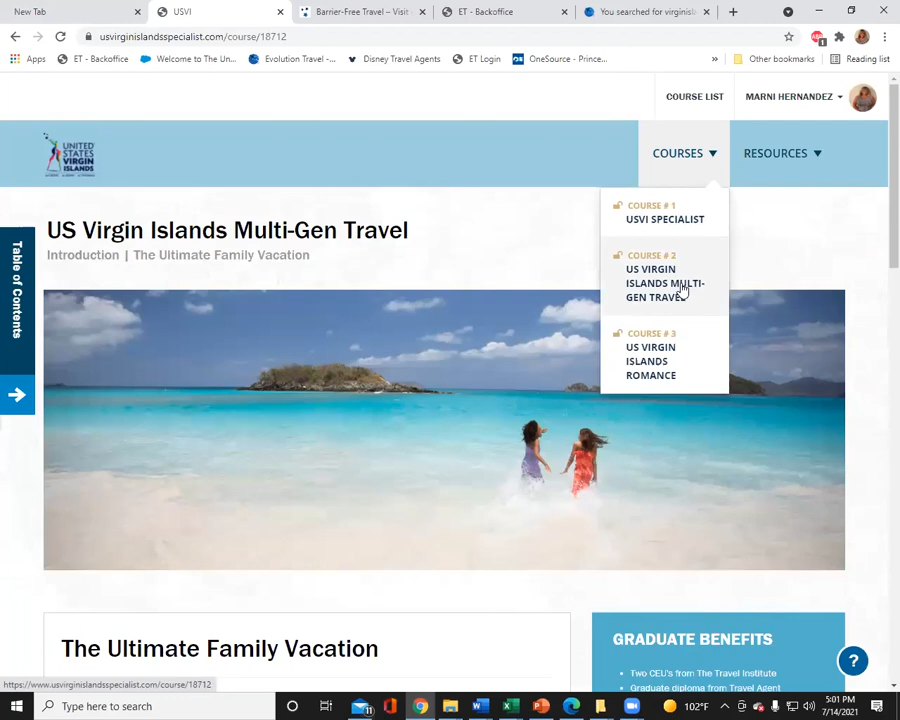 New Tab
USVI
Barrier-Free Travel – Visit
ET - Backoffice
You searched for virginisl
usvirginislandsspecialist.com/course/18712
Apps
ET - Backoffice
Welcome to The Un...
Evolution Travel -...
Disney Travel Agents
ET Login
OneSource - Prince...
»
Other bookmarks
Reading list
COURSE LIST
MARNI HERNANDEZ
UNITED STATES VIRGIN ISLANDS
COURSES
RESOURCES
COURSE # 1
USVI SPECIALIST
COURSE # 2
US VIRGIN
ISLANDS MULTI-
GEN TRAVEL
COURSE # 3
US VIRGIN
ISLANDS
ROMANCE
US Virgin Islands Multi-Gen Travel
Introduction | The Ultimate Family Vacation
Table of Contents
The Ultimate Family Vacation
GRADUATE BENEFITS
Two CEU's from The Travel Institute
Graduate diploma from Travel Agent
?
https://www.usvirginislandsspecialist.com/course/18712
Type here to search
11
102°F
5:01 PM
7/14/2021